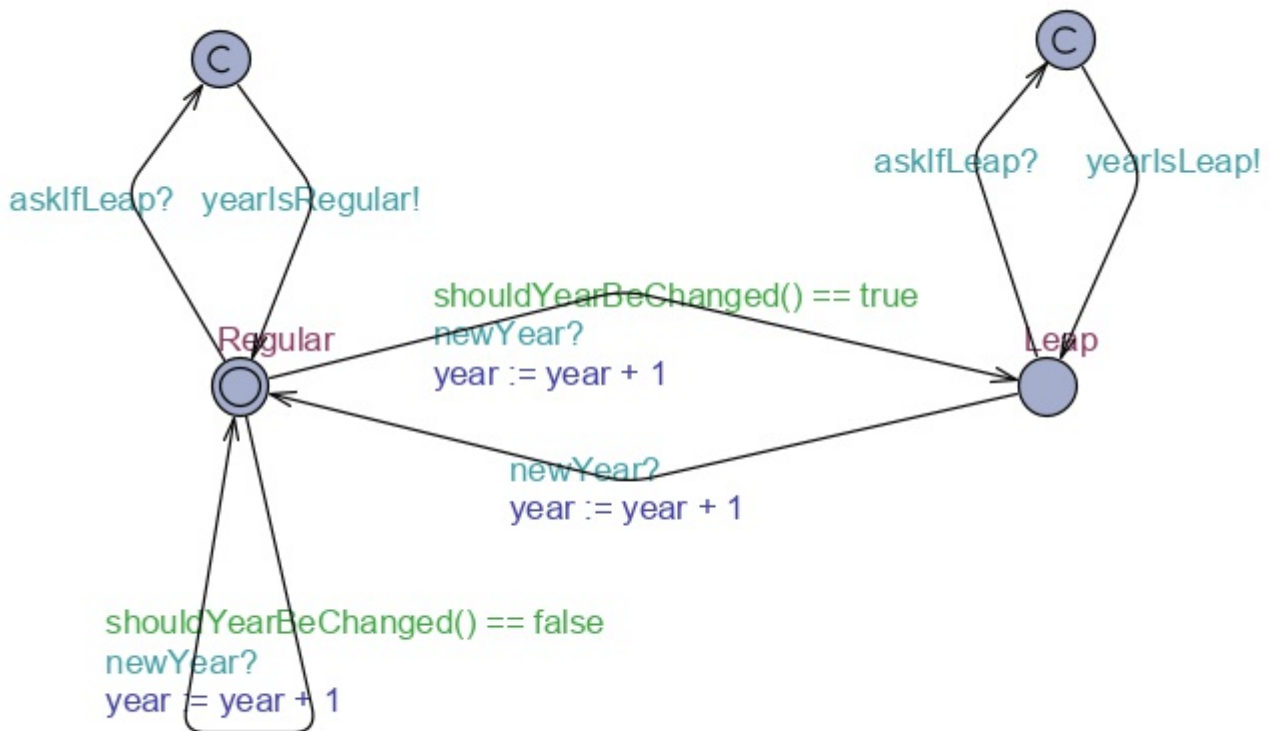 C
C
askIfLeap?
yearIsLeap!
askIfLeap?
yearIsRegular!
shouldYearBeChanged() == true
newYear?
year := year + 1
Regular
Leap
newYear?
year := year + 1
shouldYearBeChanged() == false
newYear?
year := year + 1